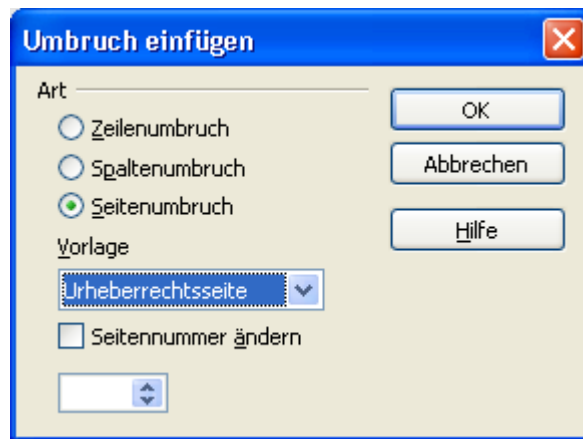 Umbruch einfügen
Art
Zeilenumbruch
Spaltenumbruch
Seitenumbruch
Vorlage
Urheberrechtsseite
Seitennummer ändern
OK
Abbrechen
Hilfe